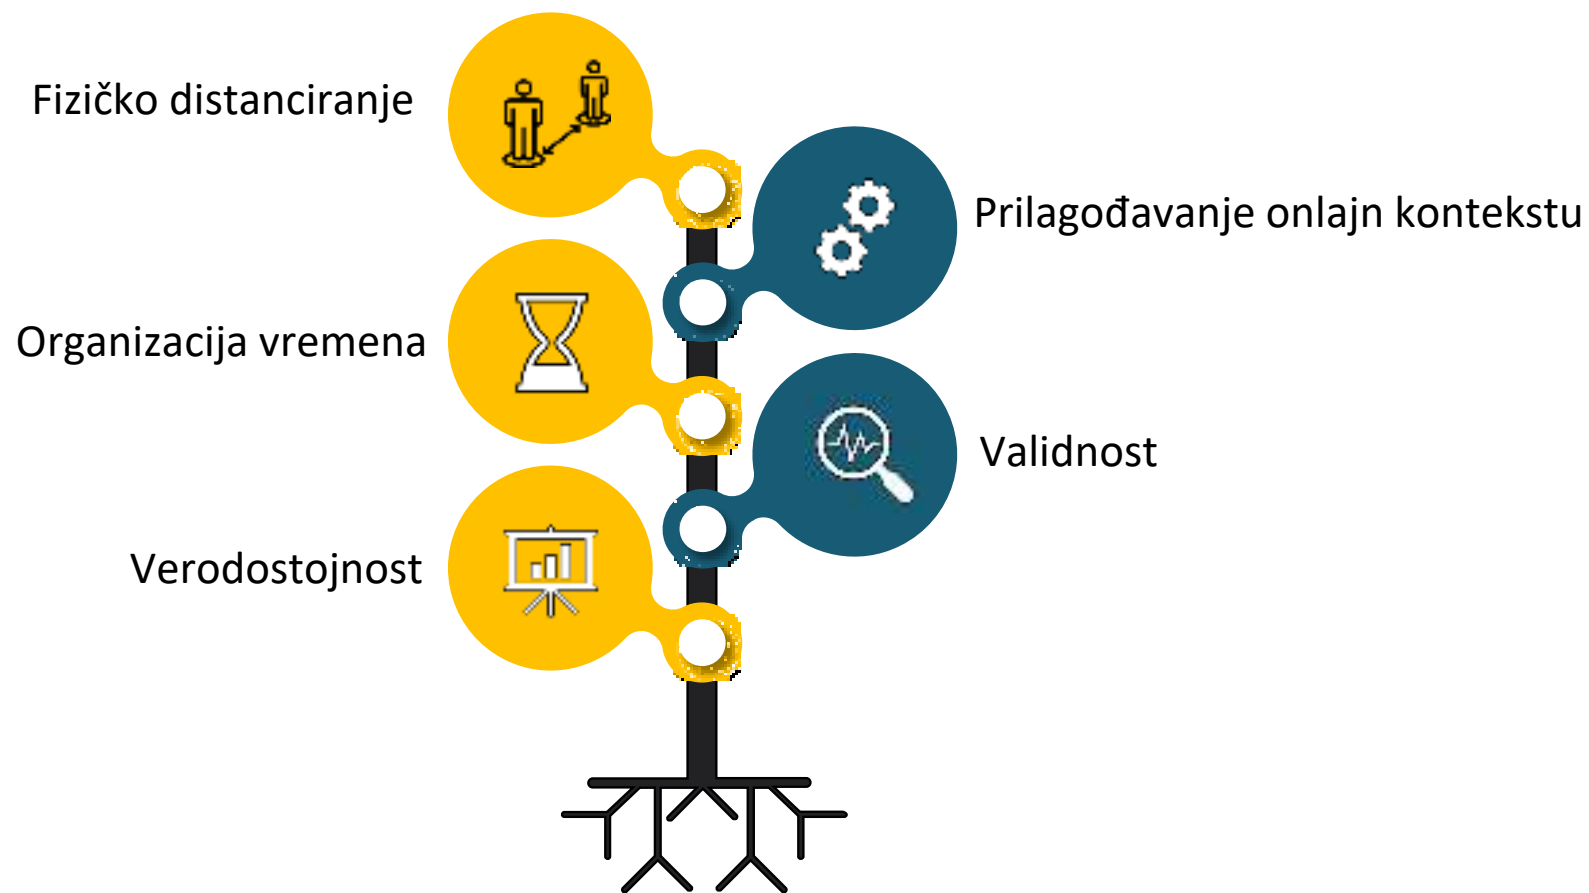 Fizičko distanciranje
Prilagođavanje onlajn kontekstu
Organizacija vremena
Validnost
Verodostojnost